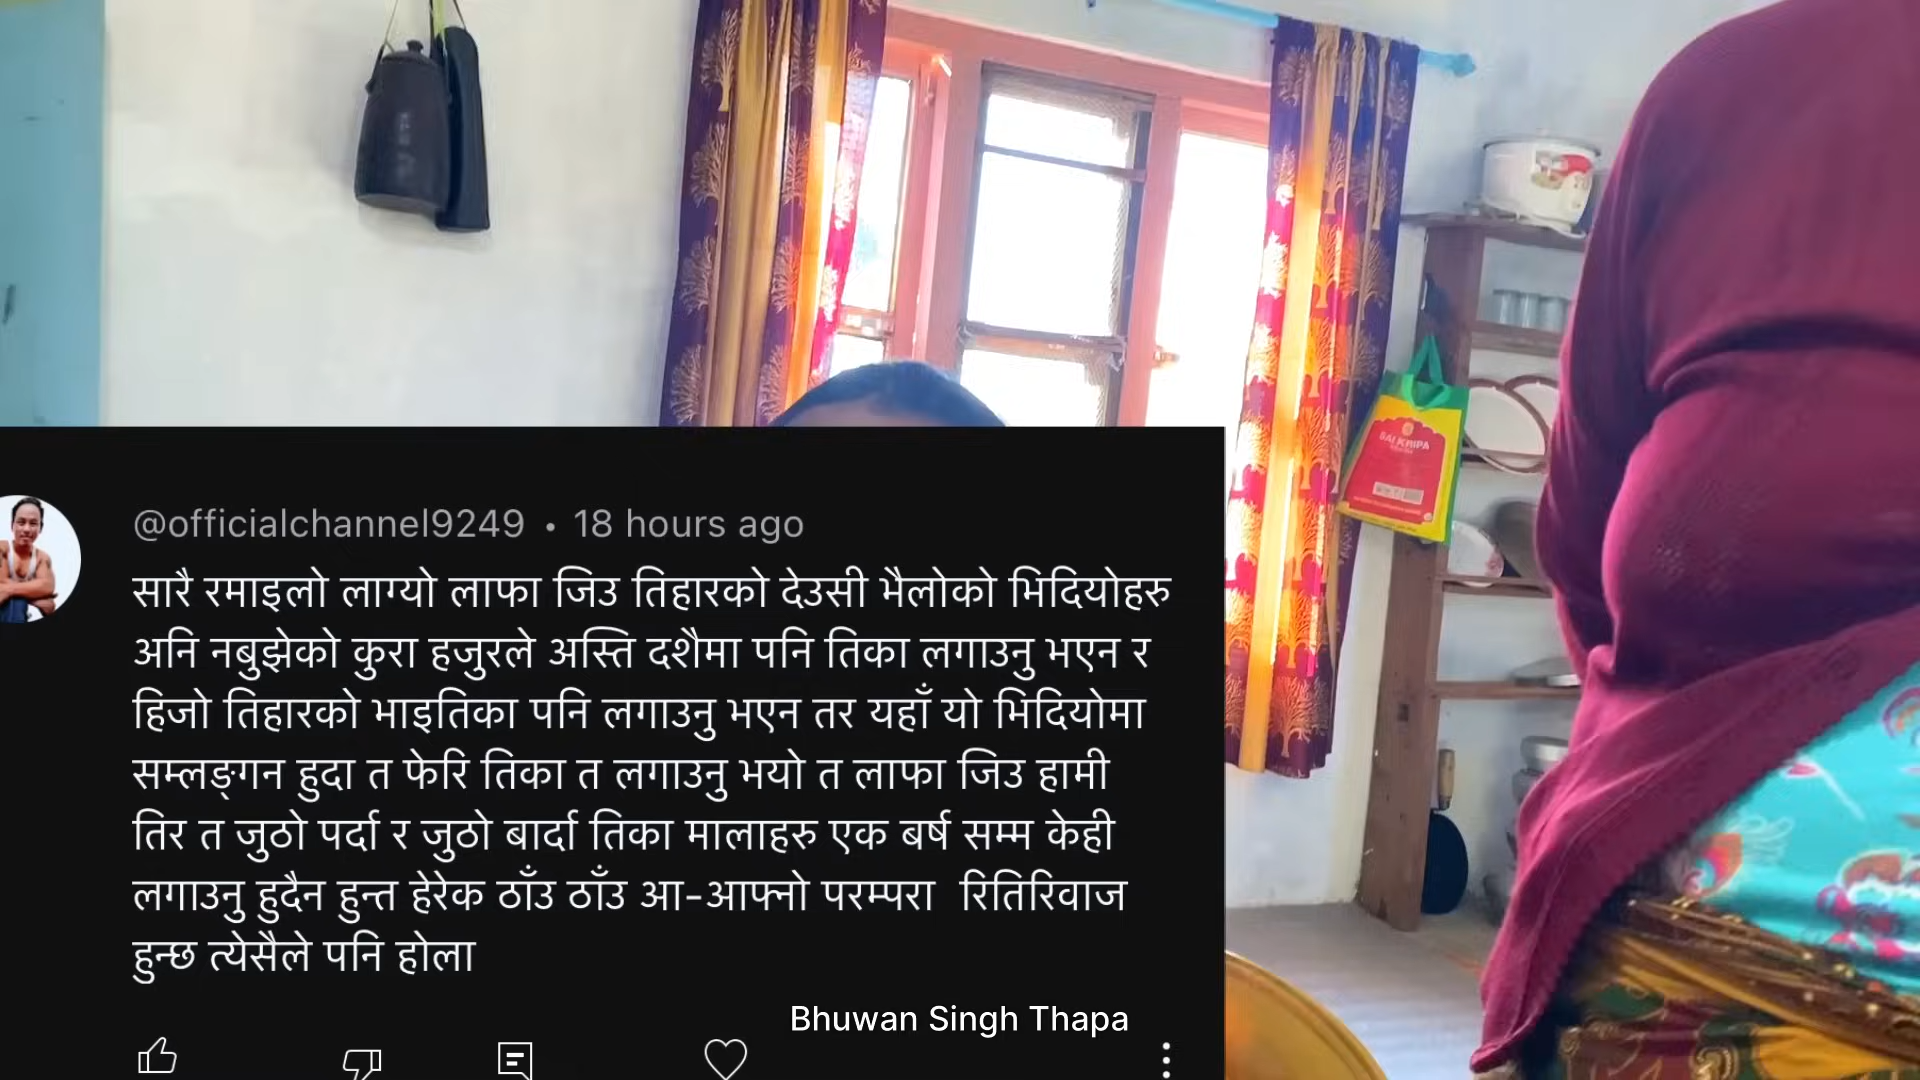 SAI KRIPA
@officialchannel9249 • 18 hours ago
सारै रमाइलो लाग्यो लाफा जिउ तिहारको देउसी भैलोको भिदियोहरु
अनि नबुझेको कुरा हजुरले अस्ति दशैमा पनि तिका लगाउनु भएन र
हिजो तिहारको भाइतिका पनि लगाउनु भएन तर यहाँ यो भिदियोमा
सम्लङ्गन हुदा त फेरि तिका त लगाउनु भयो त लाफा जिउ हामी
तिर त जुठो पर्दा र जुठो बार्दा तिका मालाहरु एक बर्ष सम्म केही
लगाउनु हुदैन हुन्त हेरेक ठाँउ ठाँउ आ-आफ्नो परम्परा  रितिरिवाज
हुन्छ त्येसैले पनि होला
Bhuwan Singh Thapa